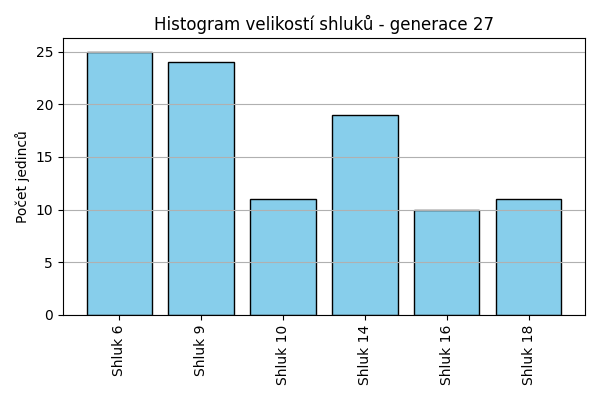 Histogram velikostí shluků - generace 27
Počet jedinců
25
20
15
10
5
0
Shluk 6
Shluk 9
Shluk 10
Shluk 14
Shluk 16
Shluk 18